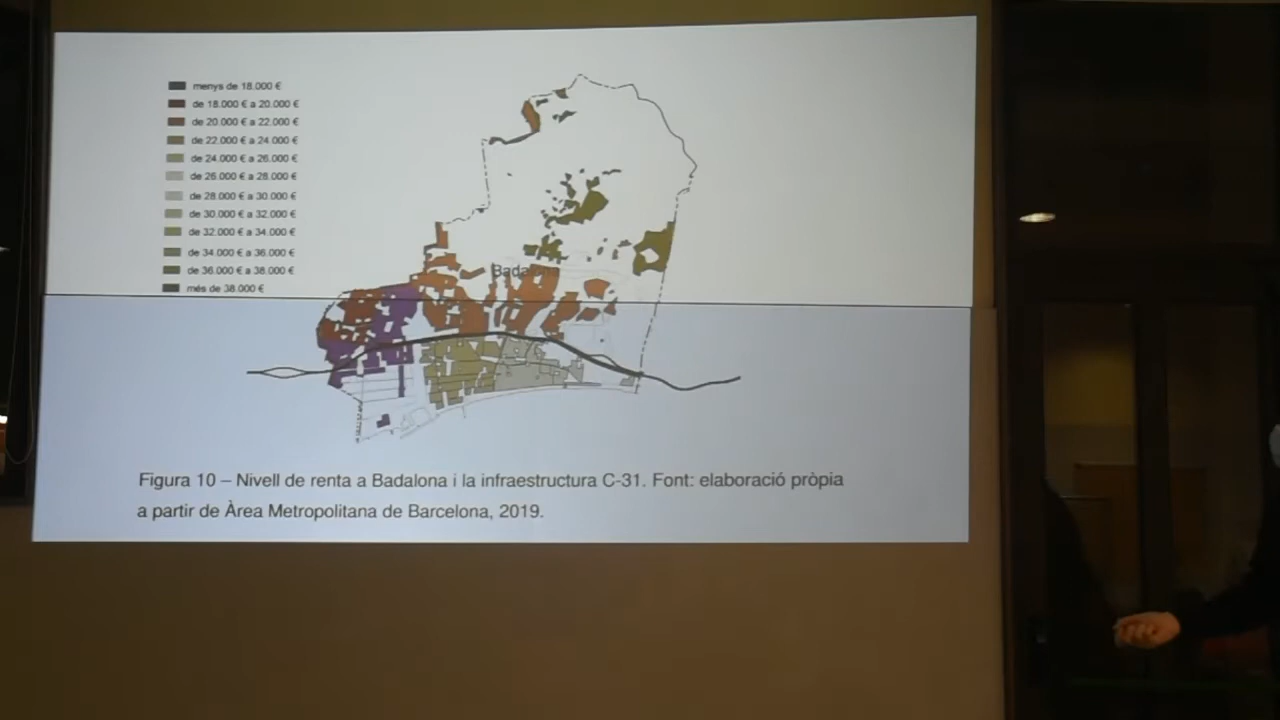 menys de 18.000 €
de 18.000 € a 20.000 €
de 20.000 € a 22.000 €
de 22.000 € a 24.000 €
de 24.000 € a 26.000 €
de 26.000 € a 28.000 €
de 28.000 € a 30.000 €
de 30.000 € a 32.000 €
de 32.000 € a 34.000 €
de 34.000 € a 36.000 €
de 36.000 € a 38.000 €
més de 38.000 €
Badalona
Figura 10 – Nivell de renta a Badalona i la infraestructura C-31. Font: elaboració pròpia
a partir de Àrea Metropolitana de Barcelona, 2019.